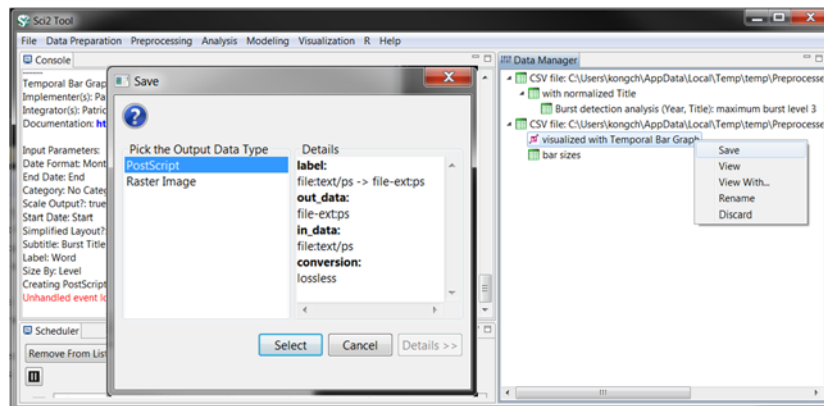 Sci2 Tool
File Data Preparation Preprocessing Analysis Modeling Visualization R Help
Console
Temporal Bar Grap
Implementer(s): Pa
Integrator(s): Patric
Documentation: ht
Input Parameters:
Date Format: Mont
End Date: End
Category: No Categ
Scale Output?: true
Start Date: Start
Simplified Layout?:
Subtitle: Burst Title
Label: Word
Size By: Level
Creating PostScript
Unhandled event lo
Scheduler
Remove From List
Save
Pick the Output Data Type
PostScript
Raster Image
Details
label:
file:text/ps -> file-ext:ps
out_data:
file-ext:ps
in_data:
file:text/ps
conversion:
lossless
Select Cancel Details >>
Data Manager
CSV file: C:\Users\kongch\AppData\Local\Temp\temp\Preprocesse
with normalized Title
Burst detection analysis (Year, Title): maximum burst level 3
CSV file: C:\Users\kongch\AppData\Local\Temp\temp\Preprocesse
visualized with Temporal Bar Graph
bar sizes
Save
View
View With...
Rename
Discard